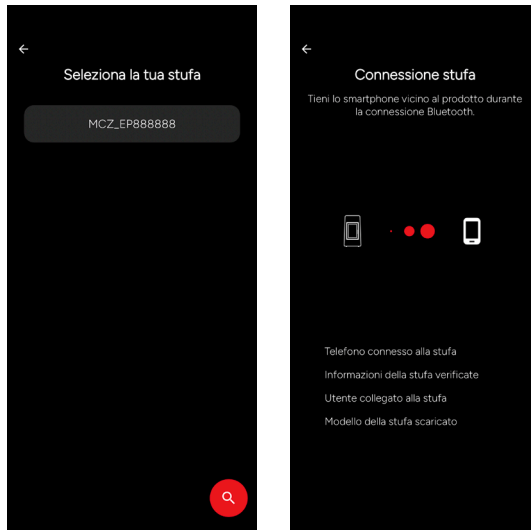 Seleziona la tua stufa
MCZ_EP888888
Connessione stufa
Tieni lo smartphone vicino al prodotto durante
la connessione Bluetooth.
Telefono connesso alla stufa
Informazioni della stufa verificate
Utente collegato alla stufa
Modello della stufa scaricato